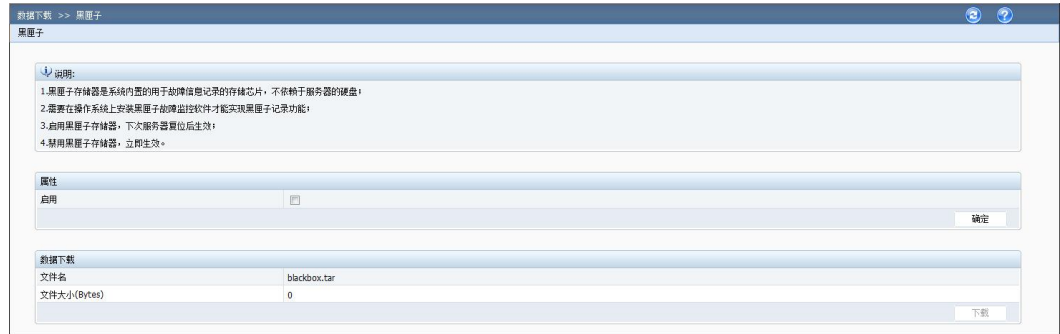 数据下载 >> 黑匣子
黑匣子
说明:
1.黑匣子存储器是系统内置的用于故障信息记录的存储芯片，不依赖于服务器的硬盘；
2.需要在操作系统上安装黑匣子故障监控软件才能实现黑匣子记录功能；
3.启用黑匣子存储器，下次服务器复位后生效；
4.禁用黑匣子存储器，立即生效。
属性
启用
确定
数据下载
文件名 blackbox.tar
文件大小(Bytes) 0
下载